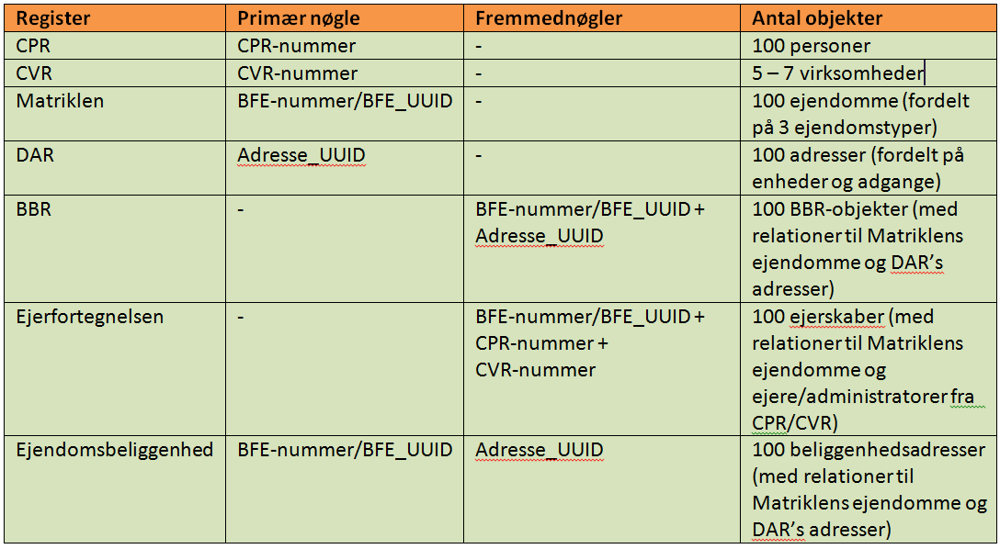 Register Primær nøgle Fremmednøgler Antal objekter
CPR CPR-nummer - 100 personer
CVR CVR-nummer - 5 – 7 virksomheder
Matriklen BFE-nummer/BFE_UUID - 100 ejendomme (fordelt
på 3 ejendomstyper)
DAR Adresse_UUID - 100 adresser (fordelt på
enheder og adgange)
BBR - BFE-nummer/BFE_UUID + 100 BBR-objekter (med
Adresse_UUID relationer til Matriklens
ejendomme og DAR’s
adresser)
Ejerfortegnelsen - BFE-nummer/BFE_UUID + 100 ejerskaber (med
CPR-nummer + relationer til Matriklens
CVR-nummer ejendomme og
ejere/administratorer fra
CPR/CVR)
Ejendomsbeliggenhed BFE-nummer/BFE_UUID Adresse_UUID 100 beliggenhedsadresser
(med relationer til
Matriklens ejendomme og
DAR’s adresser)